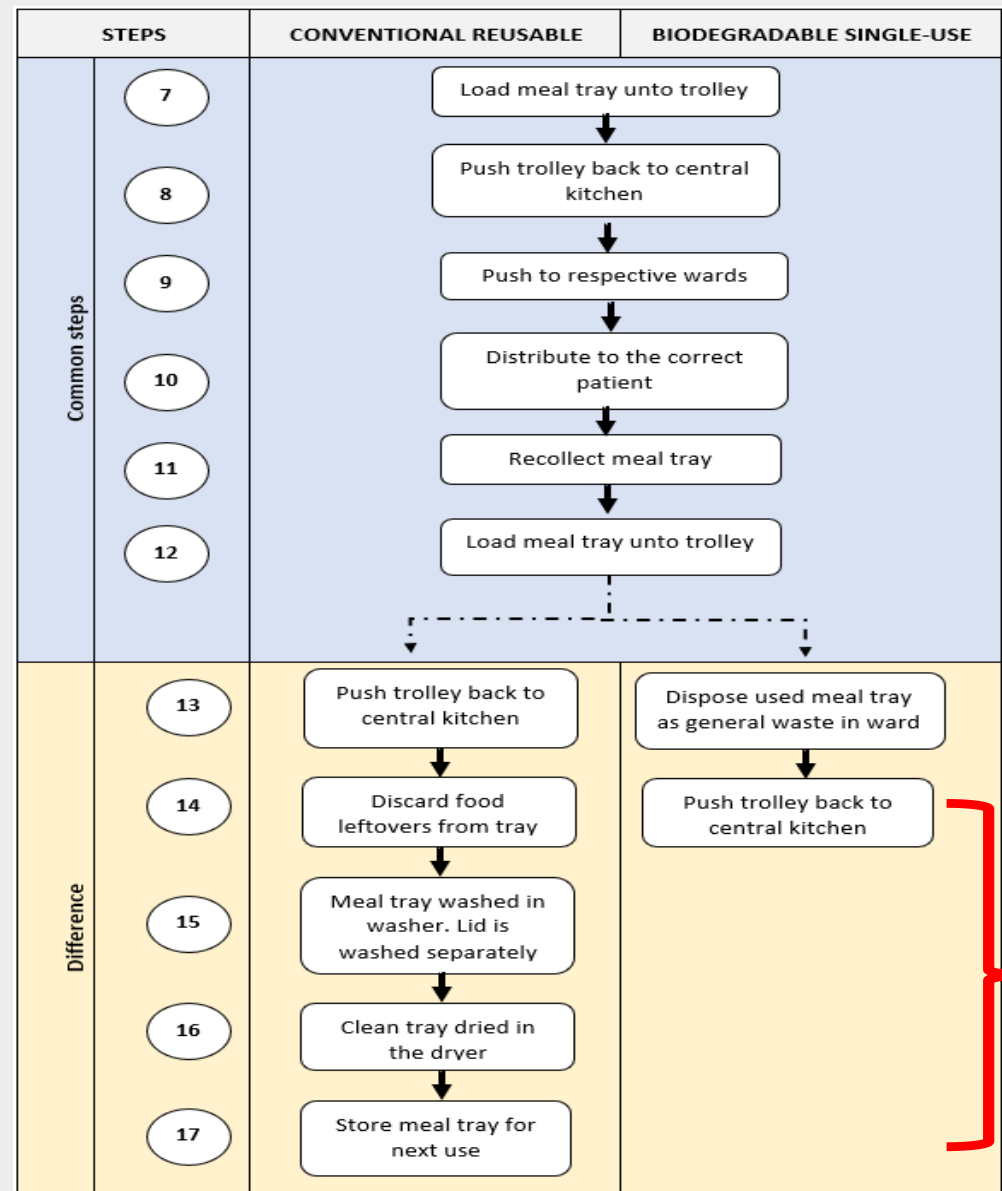 STEPS CONVENTIONAL REUSABLE BIODEGRADABLE SINGLE-USE
Common steps
7
Load meal tray unto trolley
8
Push trolley back to central
kitchen
9
Push to respective wards
10
Distribute to the correct
patient
11
Recollect meal tray
12
Load meal tray unto trolley
Difference
13
Push trolley back to
central kitchen
Dispose used meal tray
as general waste in ward
14
Discard food
leftovers from tray
Push trolley back to
central kitchen
15
Meal tray washed in
washer. Lid is
washed separately
16
Clean tray dried in
the dryer
17
Store meal tray for
next use